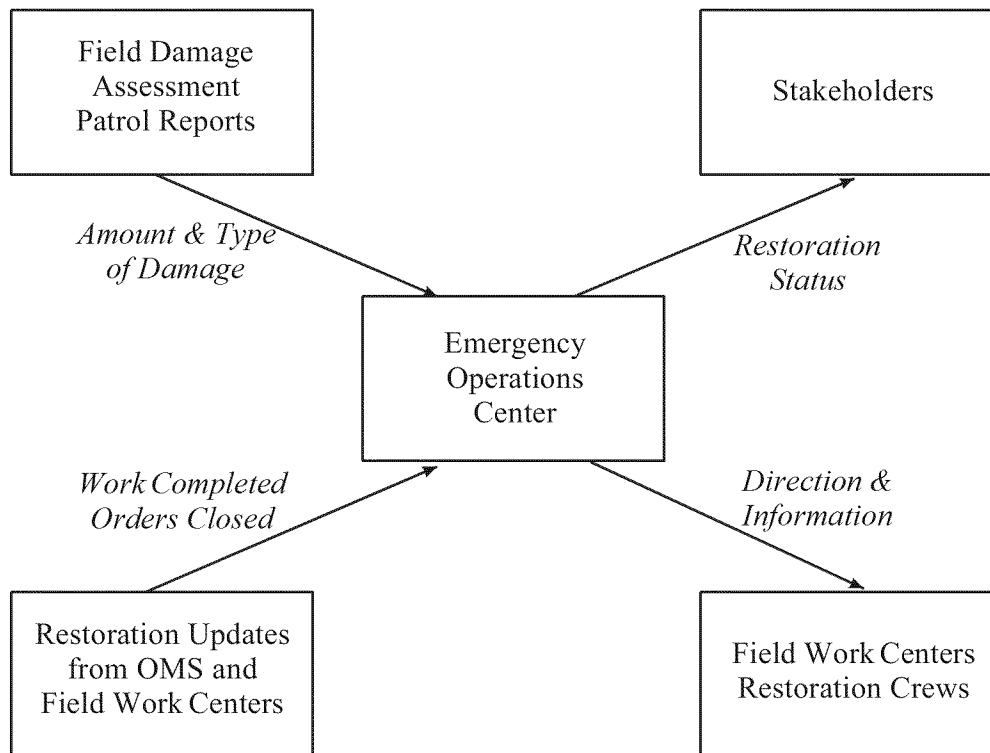 Field Damage
Assessment
Patrol Reports
Stakeholders
Amount & Type
of Damage
Restoration
Status
Emergency
Operations
Center
Work Completed
Orders Closed
Direction &
Information
Restoration Updates
from OMS and
Field Work Centers
Field Work Centers
Restoration Crews